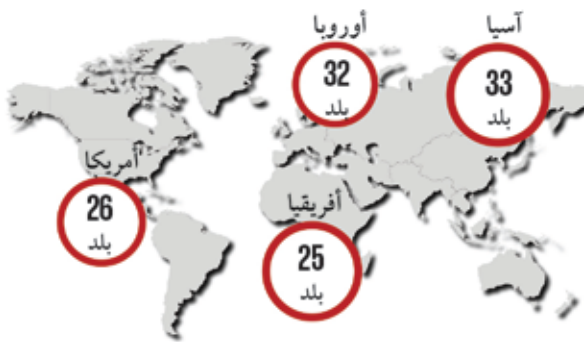 آسيا
33
بلد
أوروبا
32
بلد
أمريكا
26
بلد
أفريقيا
25
بلد